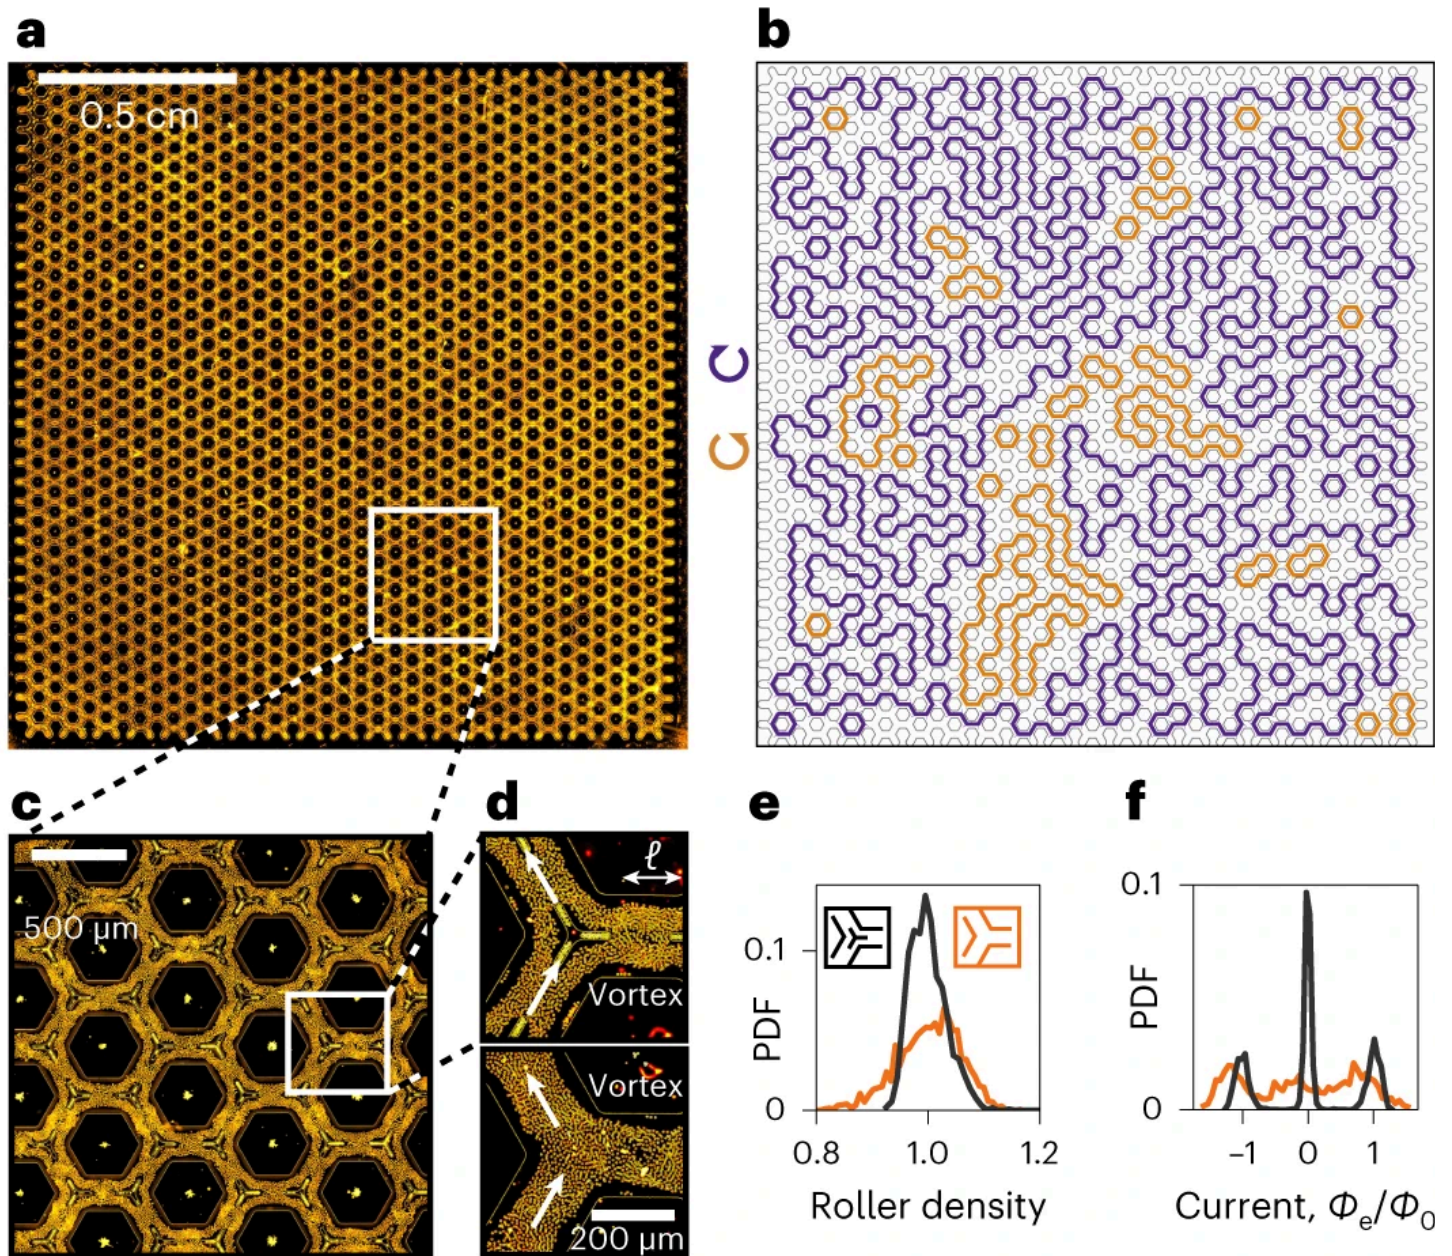 a
0.5 cm
b
c
500 μm
d
ℓ
Vortex
Vortex
200 μm
e
PDF
0.1
0
0.8 1.0 1.2
Roller density
f
PDF
0.1
0
–1 0 1
Current, Φe/Φ0